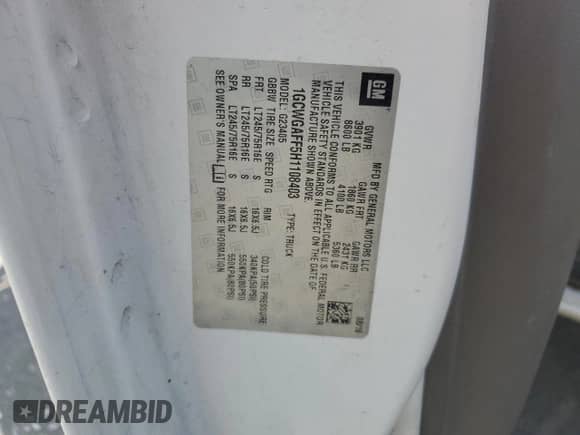 GM
MFD BY GENERAL MOTORS LLC
GVWR GAWR FRT GAWR RR
3901 KG 1860 KG 2431 KG
8600 LB 4100 LB 5360 LB
THIS VEHICLE CONFORMS TO ALL APPLICABLE U.S. FEDERAL MOTOR
VEHICLE SAFETY STANDARDS IN EFFECT ON THE DATE OF
MANUFACTURE SHOWN ABOVE.
1GCWGAFF5H1108403
TYPE: TRUCK
MODEL: G23405
GBBW TIRE SIZE SPEED RTG RIM COLD TIRE PRESSURE
FRT LT245/75R16E S 16X6.5J 345KPA(50PSI)
RR LT245/75R16E S 16X6.5J 550KPA(80PSI)
SPA LT245/75R16E S 16X6.5J 550KPA(80PSI)
SEE OWNER'S MANUAL FOR MORE INFORMATION
DREAMBID